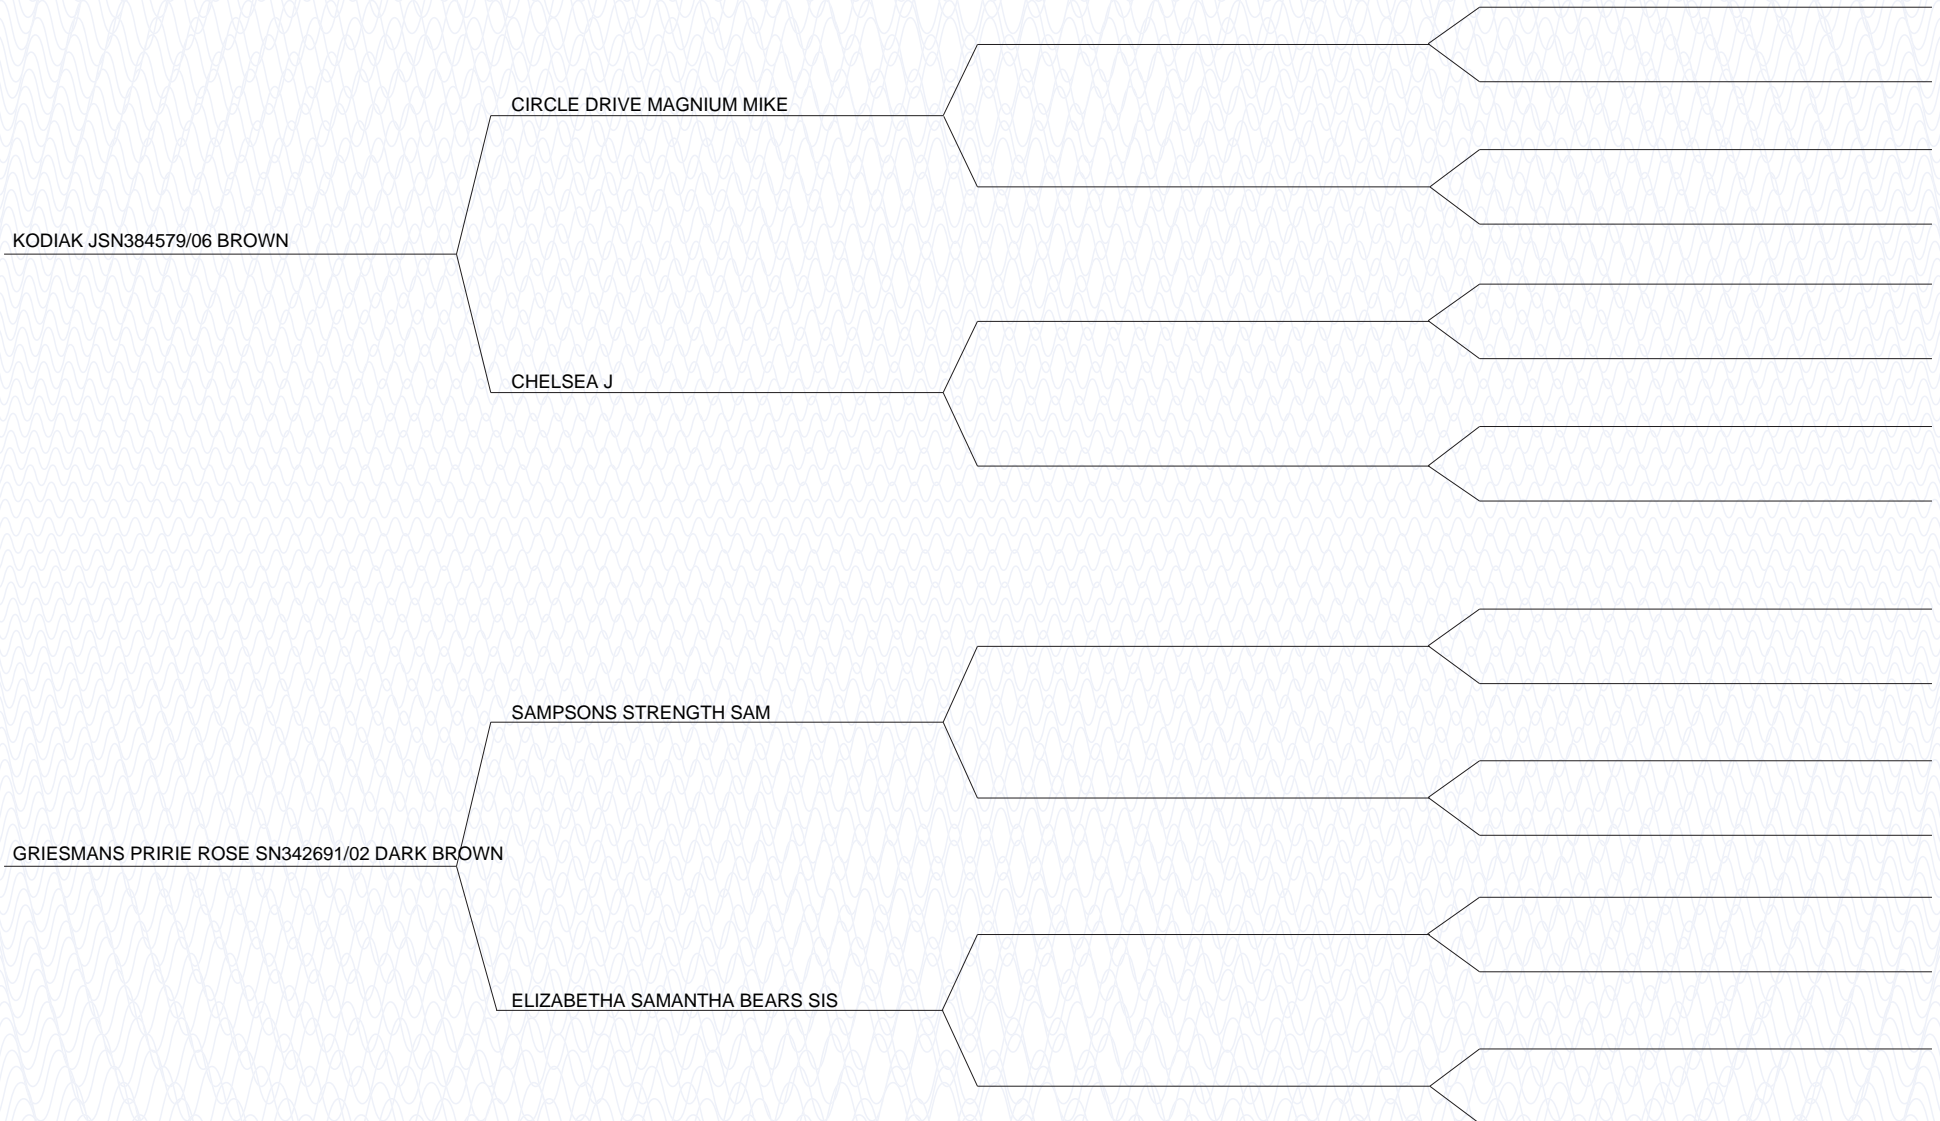 CIRCLE DRIVE MAGNIUM MIKE
KODIAK JSN384579/06 BROWN
CHELSEA J
SAMPSONS STRENGTH SAM
GRIESMANS PRIRIE ROSE SN342691/02 DARK BROWN
ELIZABETHA SAMANTHA BEARS SIS